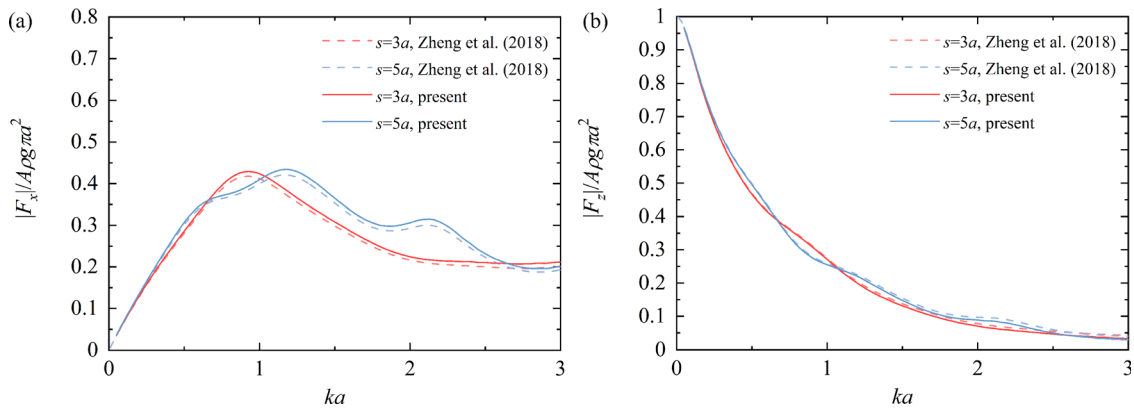 (a)
0.8
0.7
0.6
0.5
0.4
0.3
0.2
0.1
0
|Fx|/Aρgπa²
s=3a, Zheng et al. (2018)
s=5a, Zheng et al. (2018)
s=3a, present
s=5a, present
0 1 2 3
ka
(b)
1
0.9
0.8
0.7
0.6
0.5
0.4
0.3
0.2
0.1
0
|Fz|/Aρgπa²
s=3a, Zheng et al. (2018)
s=5a, Zheng et al. (2018)
s=3a, present
s=5a, present
0 1 2 3
ka